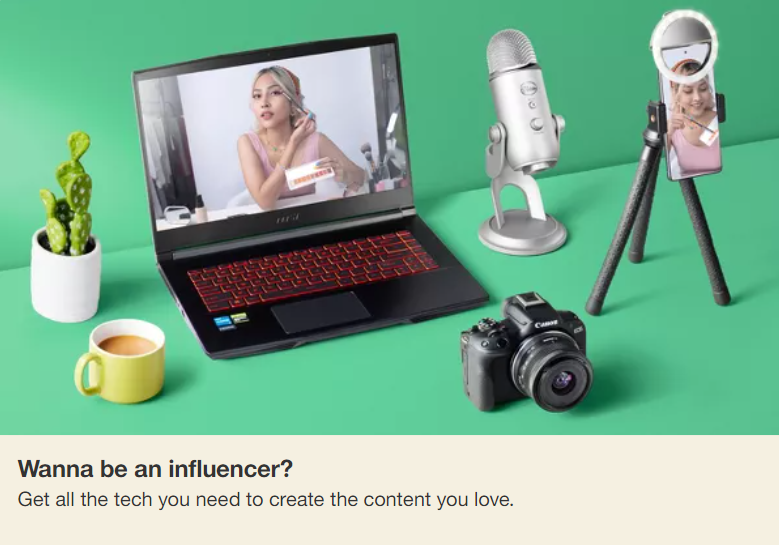 msi
Canon
Wanna be an influencer?
Get all the tech you need to create the content you love.